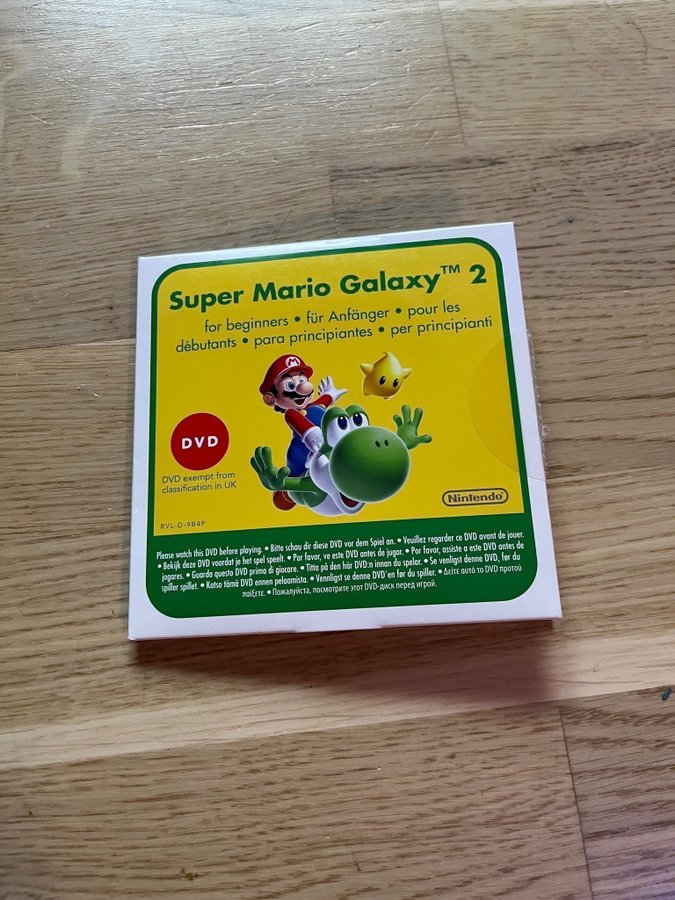 Super Mario Galaxy™ 2
for beginners • für Anfänger • pour les
débutants • para principiantes • per principianti
M
DVD
DVD exempt from
classification in UK
Nintendo
RVL-D-9B4P
Please watch this DVD before playing. • Bitte schau dir diese DVD vor dem Spiel an. • Veuillez regarder ce DVD avant de jouer.
• Bekijk deze DVD voordat je het spel speelt. • Por favor, ve este DVD antes de jugar. • Por favor, assiste a este DVD antes de
jogares. • Guarda questo DVD prima di giocare. • Titta på den här DVD:n innan du spelar. • Se venligst denne DVD, før du
spiller spillet. • Katso tämä DVD ennen peloamista. • Vennligst se denne DVD'en før du spiller. • Δείτε αυτό το DVD προτού
παίξετε. • Пожалуйста, посмотрите этот DVD-диск перед игрой.